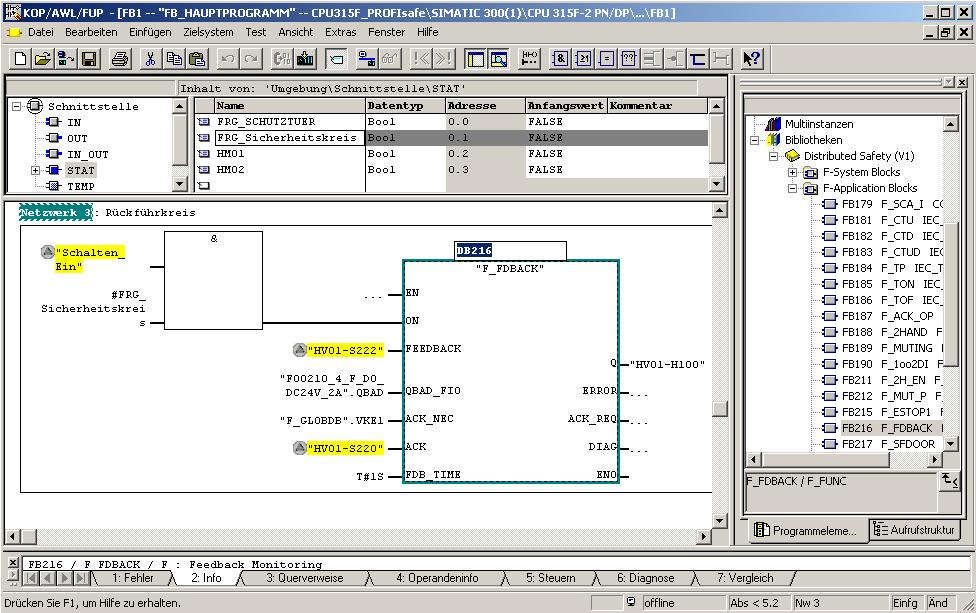 KOP/AWL/FUP - [FB1 -- "FB_HAUPTPROGRAMM" -- CPU315F_PROFIsafe\SIMATIC 300(1)\CPU 315F-2 PN/DP\...\FB1]
Datei Bearbeiten Einfügen Zielsystem Test Ansicht Extras Fenster Hilfe
Inhalt von: 'Umgebung\Schnittstelle\STAT'
Schnittstelle
IN
OUT
IN_OUT
STAT
TEMP
Name Datentyp Adresse Anfangswert Kommentar
FRG_SCHUTZTUER Bool 0.0 FALSE
FRG_Sicherheitskreis Bool 0.1 FALSE
HM01 Bool 0.2 FALSE
HM02 Bool 0.3 FALSE
Netzwerk 3: Rückführkreis
&
"Schalten_
Ein"
#FRG_
Sicherheitskrei
s
DB216
"F_FDBACK"
... EN
ON
"HV01-S222" FEEDBACK
Q "HV01-H100"
"F00210_4_F_DO_
DC24V_2A".QBAD QBAD_FIO
ERROR ...
"F_GLOBDB".VKE1 ACK_NEC
ACK_REQ ...
"HV01-S220" ACK
DIAG ...
T#1S FDB_TIME
ENO
Multiinstanzen
Bibliotheken
Distributed Safety (V1)
F-System Blocks
F-Application Blocks
FB179 F_SCA_I
FB181 F_CTU IEC_
FB182 F_CTD IEC_
FB183 F_CTUD IEC
FB184 F_TP IEC_T
FB185 F_TON IEC_
FB186 F_TOF IEC_
FB187 F_ACK_OP
FB188 F_2HAND F
FB189 F_MUTING F
FB190 F_1oo2DI F
FB211 F_2H_EN F_
FB212 F_MUT_P F
FB215 F_ESTOP1 F
FB216 F_FDBACK F
FB217 F_SFDOOR
F_FDBACK / F_FUNC
Programmeleme... Aufrufstruktur
FB216 / F_FDBACK / F : Feedback Monitoring
1: Fehler 2: Info 3: Querverweise 4: Operandeninfo 5: Steuern 6: Diagnose 7: Vergleich
Drücken Sie F1, um Hilfe zu erhalten. offline Abs < 5.2 Nw 3 Einfg Änd